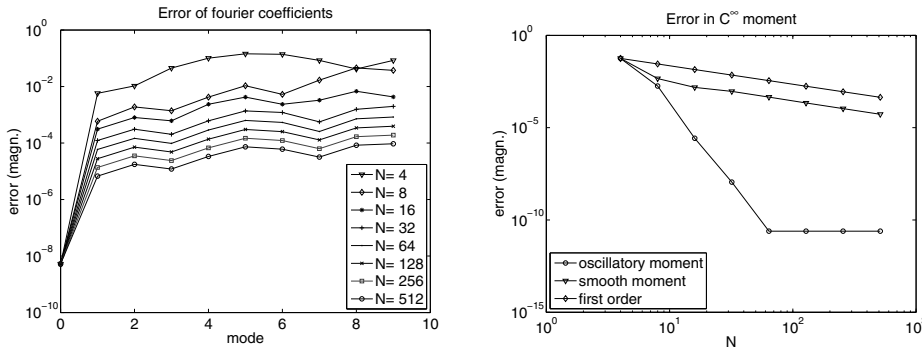 Error of fourier coefficients
10^0
10^−2
10^−4
10^−6
10^−8
10^−10
error (magn.)
0
2
4
6
8
10
mode
N= 4
N= 8
N= 16
N= 32
N= 64
N= 128
N= 256
N= 512
Error in C^∞ moment
10^0
10^−5
10^−10
10^−15
error (magn.)
10^0
10^1
10^2
10^3
N
oscillatory moment
smooth moment
first order